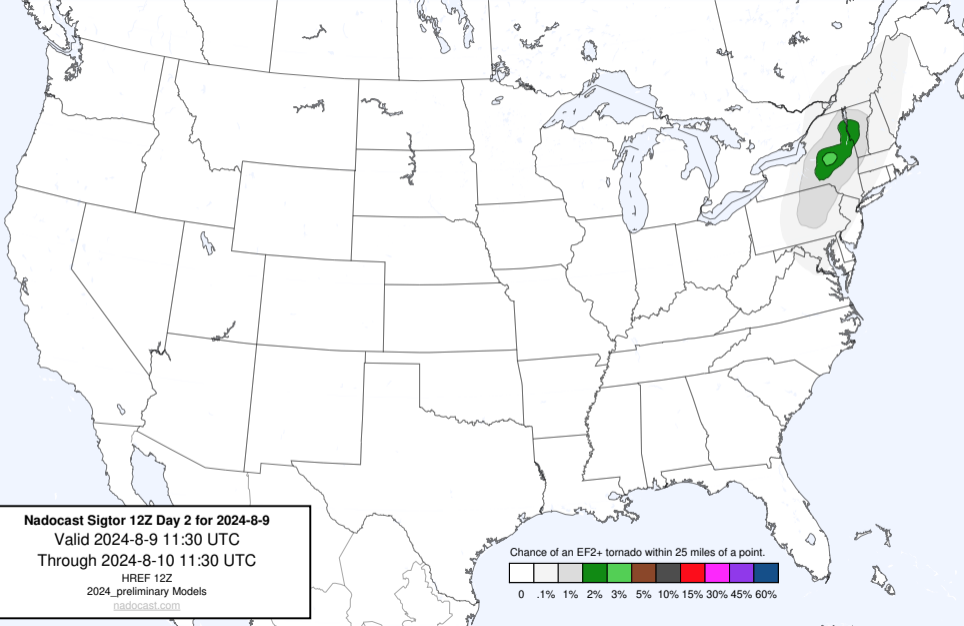 Nadocast Sigtor 12Z Day 2 for 2024-8-9
Valid 2024-8-9 11:30 UTC
Through 2024-8-10 11:30 UTC
HREF 12Z
2024_preliminary Models
nadocast.com
Chance of an EF2+ tornado within 25 miles of a point.
0 .1% 1% 2% 3% 5% 10% 15% 30% 45% 60%